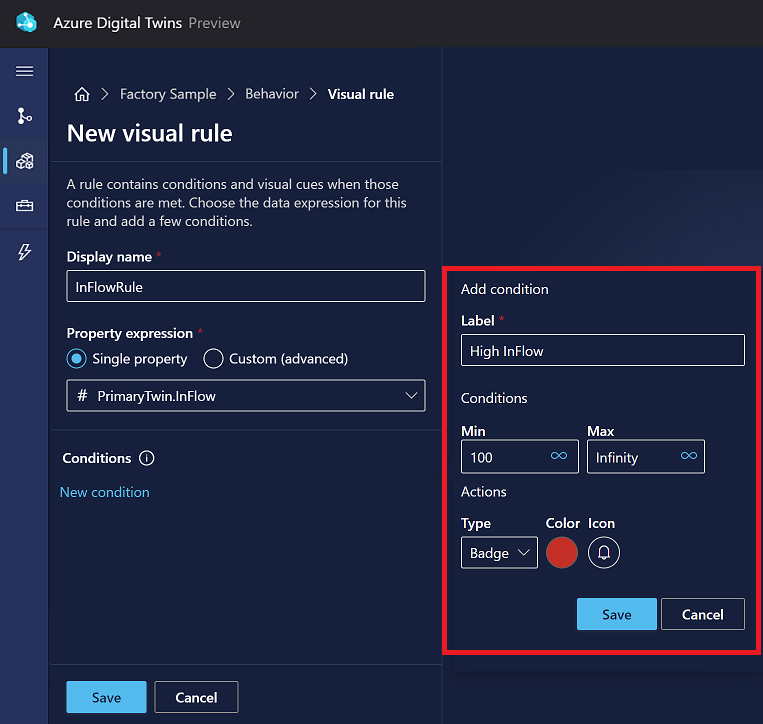 Azure Digital Twins Preview
Factory Sample > Behavior > Visual rule
New visual rule
A rule contains conditions and visual cues when those
conditions are met. Choose the data expression for this
rule and add a few conditions.
Display name *
InFlowRule
Property expression *
Single property Custom (advanced)
# PrimaryTwin.InFlow
Conditions
New condition
Save Cancel
Add condition
Label *
High InFlow
Conditions
Min Max
100 ∞ Infinity ∞
Actions
Type Color Icon
Badge
Save Cancel